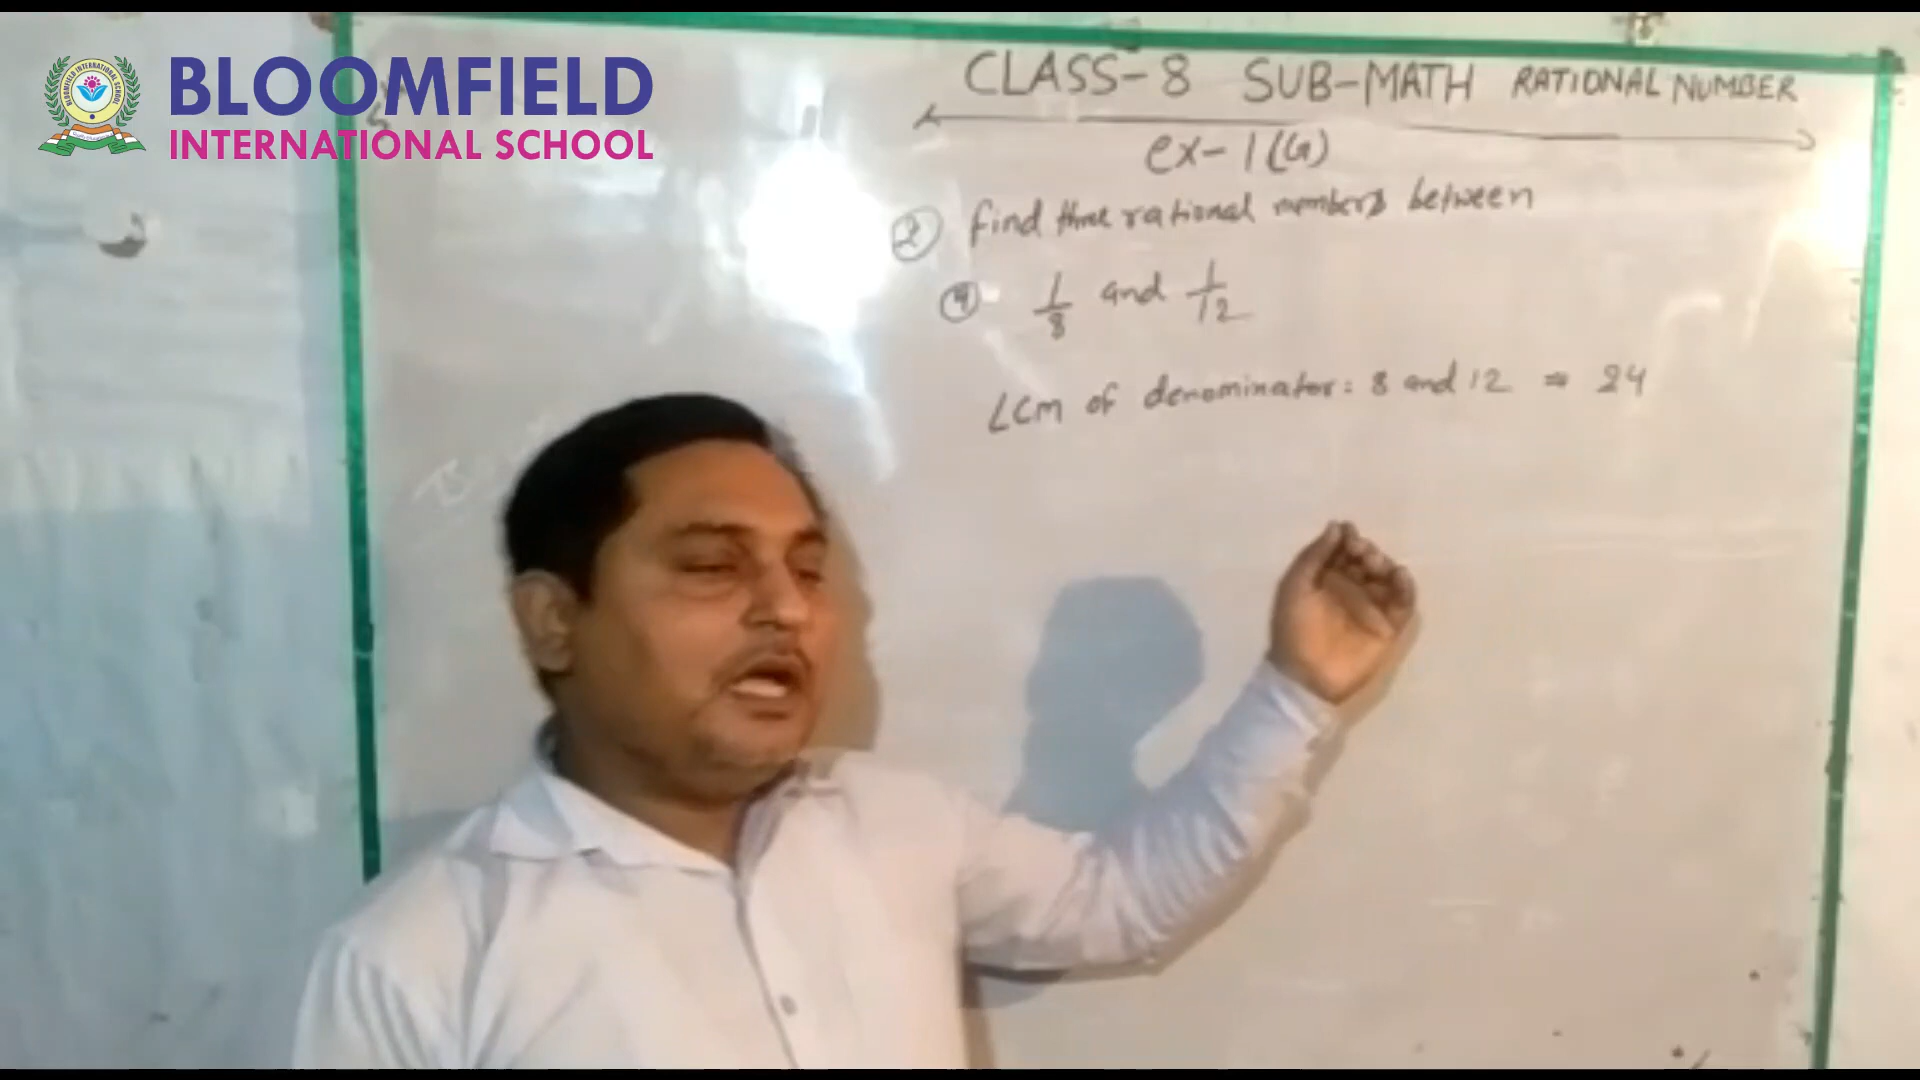 BLOOMFIELD
INTERNATIONAL SCHOOL
CLASS-8 SUB-MATH RATIONAL NUMBER
ex-1(G)
② find three rational numbers between
1/8 and 1/12
LCM of denominator: 8 and 12 = 24